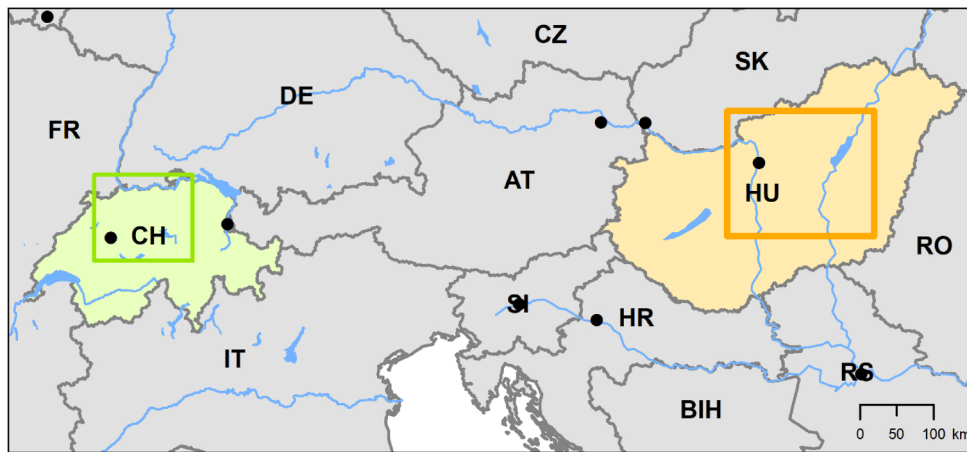 CZ
SK
DE
FR
AT
HU
CH
RO
SI
HR
IT
RS
BIH
0 50 100 km